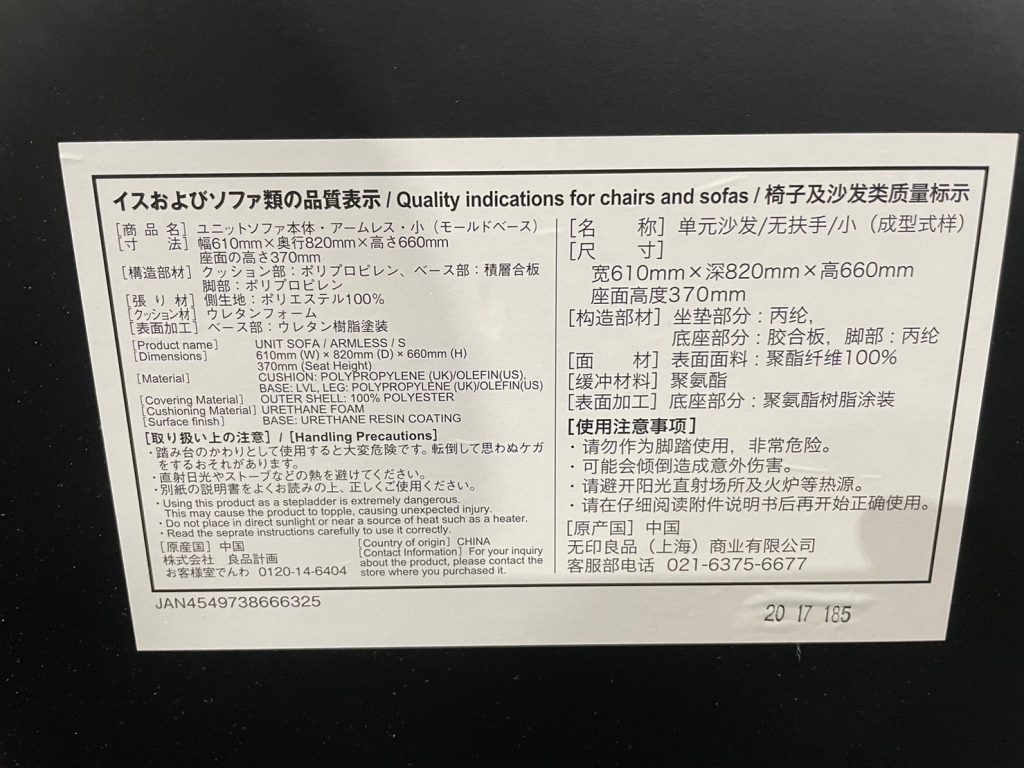 イスおよびソファ類の品質表示 / Quality indications for chairs and sofas / 椅子及沙发类质量标示
[商 品 名] ユニットソファ本体・アームレス・小（モールドベース）
[寸 法] 幅610mm×奥行820mm×高さ660mm
座面の高さ370mm
[構造部材] クッション部：ポリプロピレン、ベース部：積層合板
脚部：ポリプロピレン
[張 り 材] 側生地：ポリエステル100%
[クッション材] ウレタンフォーム
[表面加工] ベース部：ウレタン樹脂塗装
[Product name] UNIT SOFA / ARMLESS / S
[Dimensions] 610mm (W) × 820mm (D) × 660mm (H)
370mm (Seat Height)
[Material] CUSHION: POLYPROPYLENE (UK)/OLEFIN(US),
BASE: LVL, LEG: POLYPROPYLENE (UK)/OLEFIN(US)
[Covering Material] OUTER SHELL: 100% POLYESTER
[Cushioning Material] URETHANE FOAM
[Surface finish] BASE: URETHANE RESIN COATING
[取り扱い上の注意] / [Handling Precautions]
・踏み台のかわりとして使用すると大変危険です。転倒して思わぬケガ
をするおそれがあります。
・直射日光やストーブなどの熱を避けてください。
・別紙の説明書をよくお読みの上、正しくご使用ください。
・Using this product as a stepladder is extremely dangerous.
This may cause the product to topple, causing unexpected injury.
・Do not place in direct sunlight or near a source of heat such as a heater.
・Read the seprate instructions carefully to use it correctly.
[原産国] 中国
株式会社 良品計画
お客様室でんわ 0120-14-6404
[Country of origin] CHINA
[Contact Information] For your inquiry
about the product, please contact the
store where you purchased it.
[名 称] 单元沙发/无扶手/小（成型式样）
[尺 寸]
宽610mm×深820mm×高660mm
座面高度370mm
[构造部材] 坐垫部分：丙纶，
底座部分：胶合板，脚部：丙纶
[面 材] 表面面料：聚酯纤维100%
[缓冲材料] 聚氨酯
[表面加工] 底座部分：聚氨酯树脂涂装
[使用注意事项]
・请勿作为脚踏使用，非常危险。
・可能会倾倒造成意外伤害。
・请避开阳光直射场所及火炉等热源。
・请在仔细阅读附件说明书后再开始正确使用。
[原产国] 中国
无印良品（上海）商业有限公司
客服部电话 021-6375-6677
JAN4549738666325
20 17 185